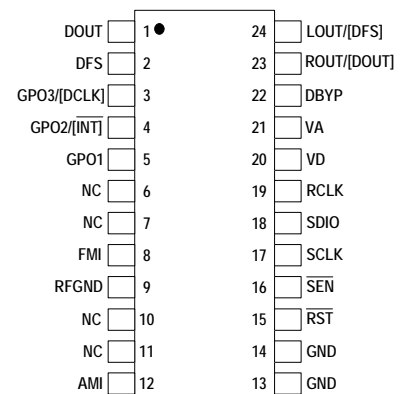 DOUT 1 24 LOUT/[DFS]
DFS 2 23 ROUT/[DOUT]
GPO3/[DCLK] 3 22 DBYP
GPO2/[INT] 4 21 VA
GPO1 5 20 VD
NC 6 19 RCLK
NC 7 18 SDIO
FMI 8 17 SCLK
RFGND 9 16 SEN
NC 10 15 RST
NC 11 14 GND
AMI 12 13 GND